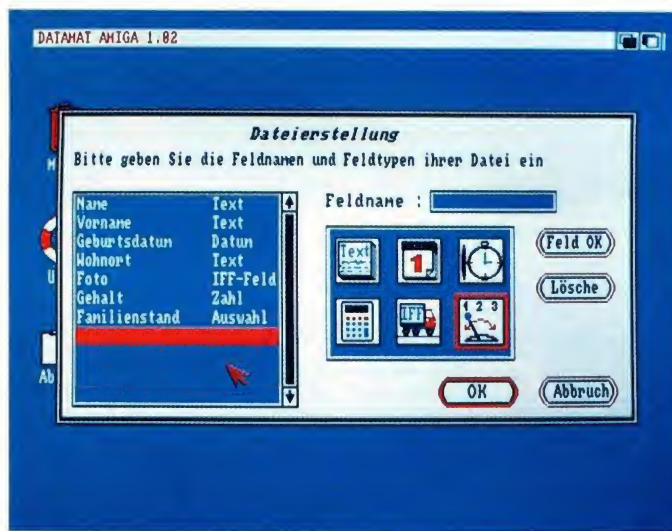 DATAMAT AMIGA 1.02
Dateierstellung
Bitte geben Sie die Feldnamen und Feldtypen ihrer Datei ein
Name Text
Vorname Text
Geburtsdatum Datum
Wohnort Text
Foto IFF-Feld
Gehalt Zahl
Familienstand Auswahl
Feldname :
Text
1
IFF
1 2 3
Feld OK
Lösche
OK
Abbruch
M
U
Ab